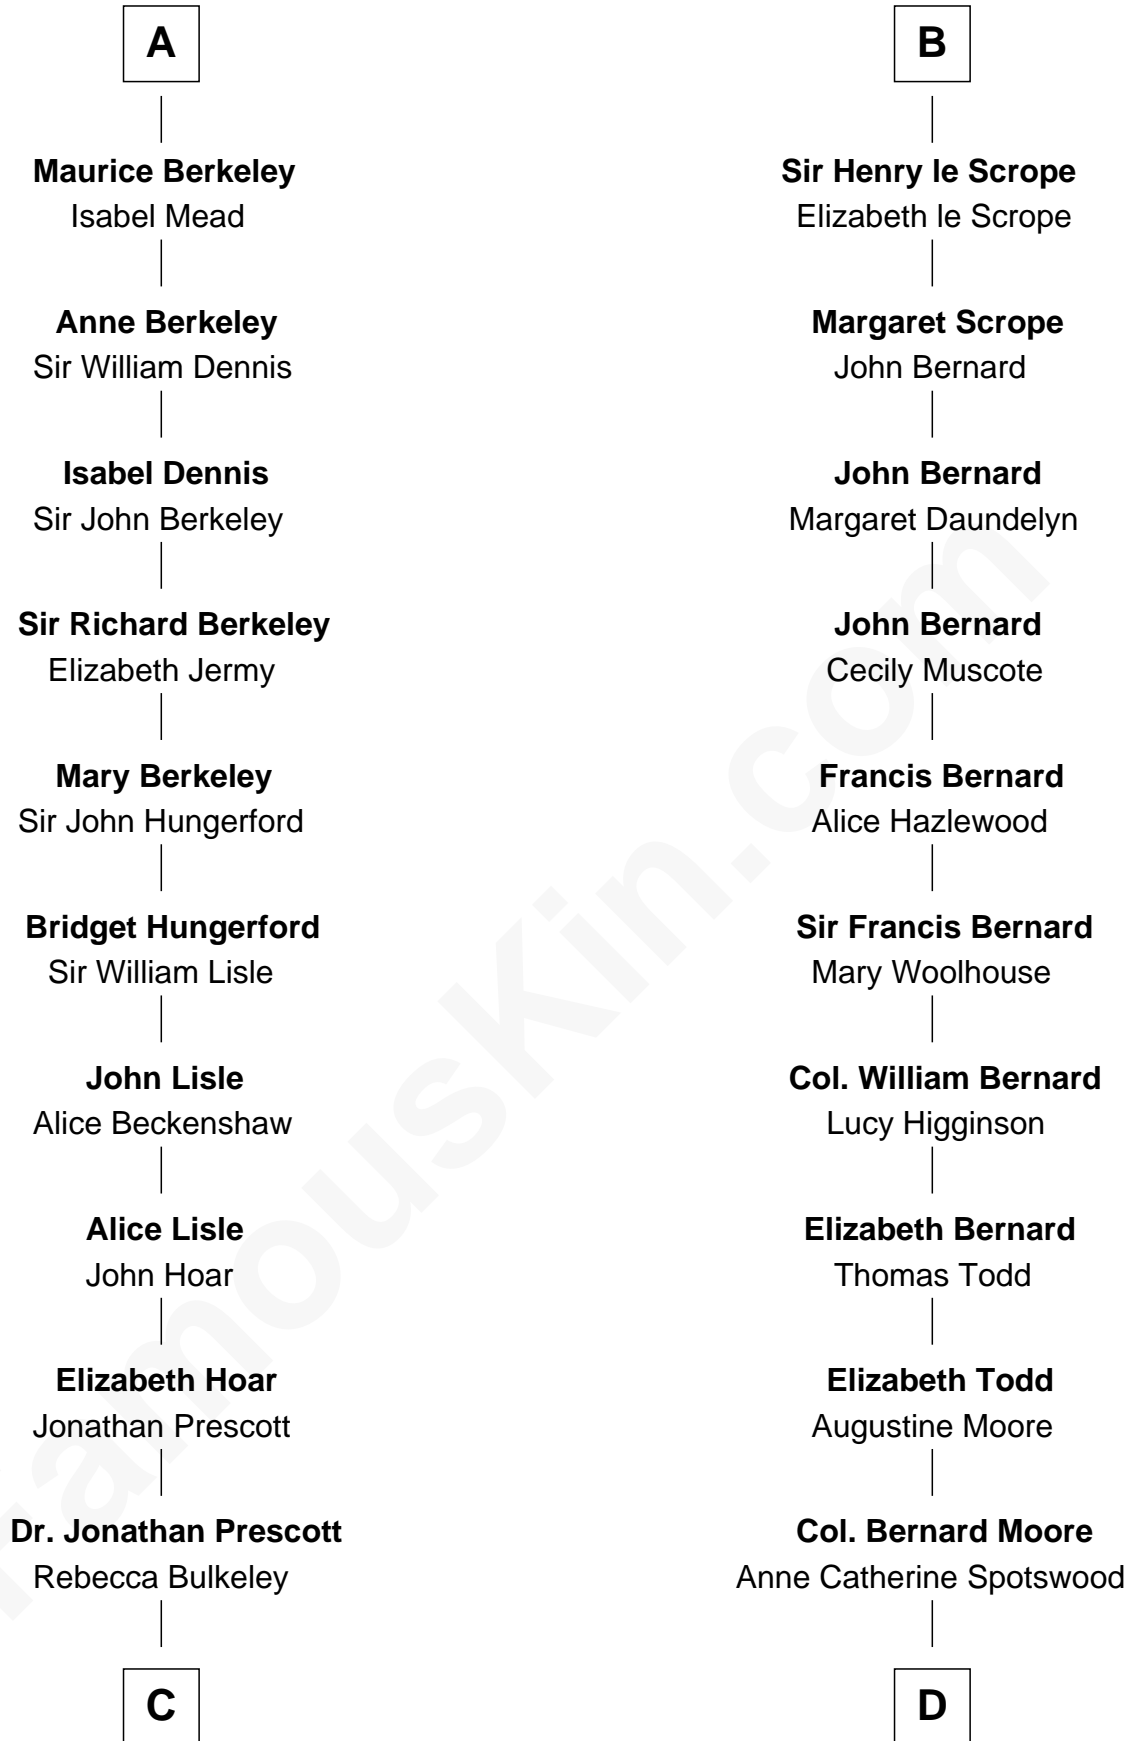 A
Maurice Berkeley
Isabel Mead
Anne Berkeley
Sir William Dennis
Isabel Dennis
Sir John Berkeley
Sir Richard Berkeley
Elizabeth Jermy
Mary Berkeley
Sir John Hungerford
Bridget Hungerford
Sir William Lisle
John Lisle
Alice Beckenshaw
Alice Lisle
John Hoar
Elizabeth Hoar
Jonathan Prescott
Dr. Jonathan Prescott
Rebecca Bulkeley
C
B
Sir Henry le Scrope
Elizabeth le Scrope
Margaret Scrope
John Bernard
John Bernard
Margaret Daundelyn
John Bernard
Cecily Muscote
Francis Bernard
Alice Hazlewood
Sir Francis Bernard
Mary Woolhouse
Col. William Bernard
Lucy Higginson
Elizabeth Bernard
Thomas Todd
Elizabeth Todd
Augustine Moore
Col. Bernard Moore
Anne Catherine Spotswood
D
FamousKin.com